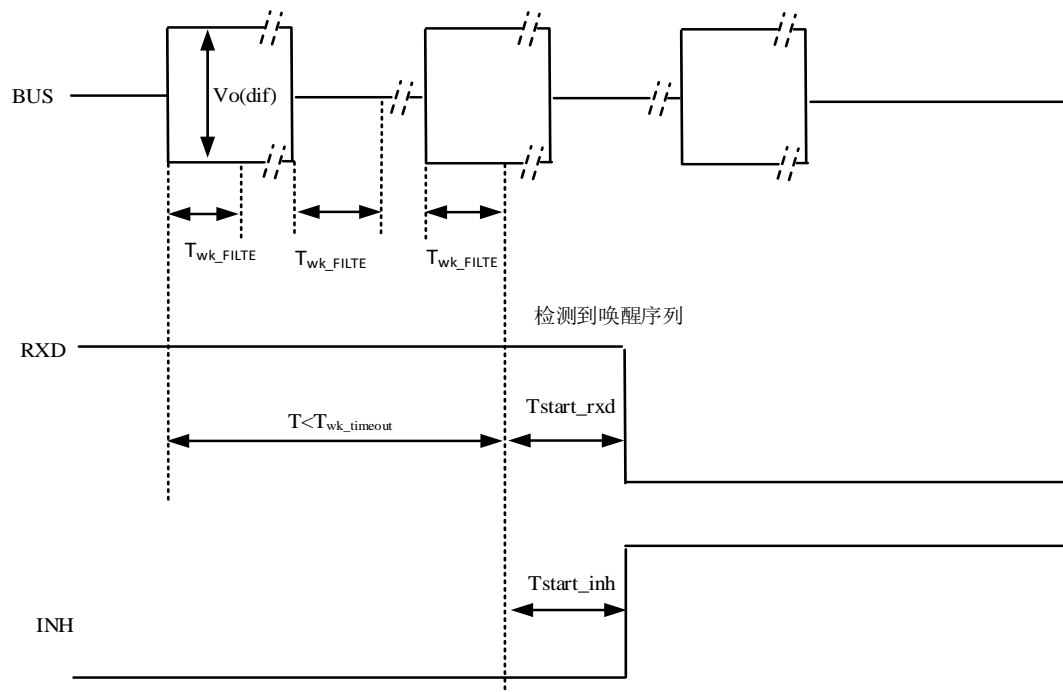 BUS
Vo(dif)
Twk_FILTE
Twk_FILTE
Twk_FILTE
检测到唤醒序列
RXD
Tstart_rxd
T<Twk_timeout
Tstart_inh
INH